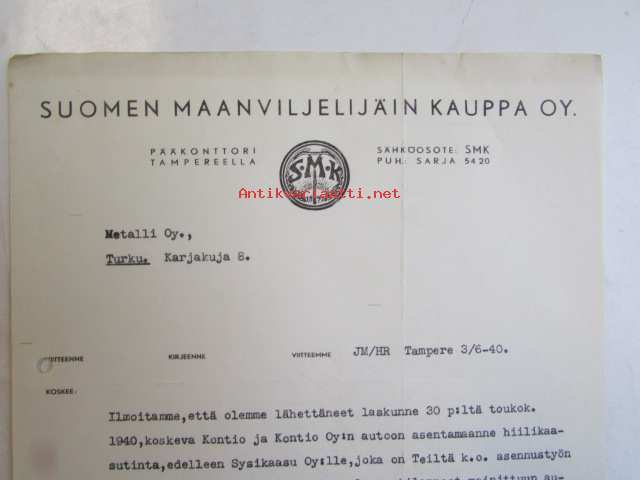 SUOMEN MAANVILJELIJÄIN KAUPPA OY.
PÄÄKONTTORI
TAMPEREELLA
S·M·K
SÄHKÖOSOTE: SMK
PUH. SARJA 5420
Antikvariaatti.net
Metalli Oy.,
Turku. Karjakuja 8.
VIITTEENNE KIRJEENNE VIITTEEMME JM/HR Tampere 3/6-40.
KOSKEE:
Ilmoitamme,että olemme lähettäneet laskunne 30 p:ltä toukok.
1940,koskeva Kontio ja Kontio Oy:n autoon asentamaanne hiilikaa-
sutinta,edelleen Sysikaasu Oy:lle,joka on Teiltä k.o. asennustyön
mainittuun au-